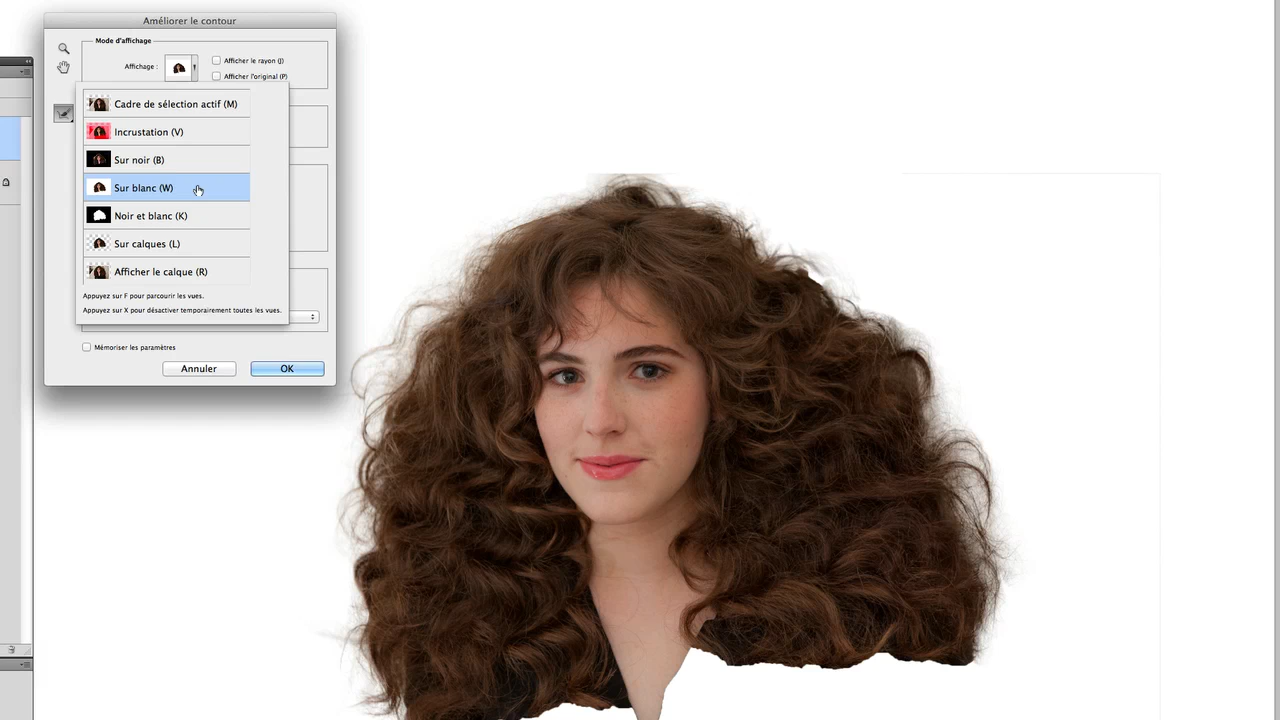 Améliorer le contour
Mode d'affichage
Affichage :
Afficher le rayon (J)
Afficher l'original (P)
Cadre de sélection actif (M)
Incrustation (V)
Sur noir (B)
Sur blanc (W)
Noir et blanc (K)
Sur calques (L)
Afficher le calque (R)
Appuyez sur F pour parcourir les vues.
Appuyez sur X pour désactiver temporairement toutes les vues.
Mémoriser les paramètres
Annuler
OK